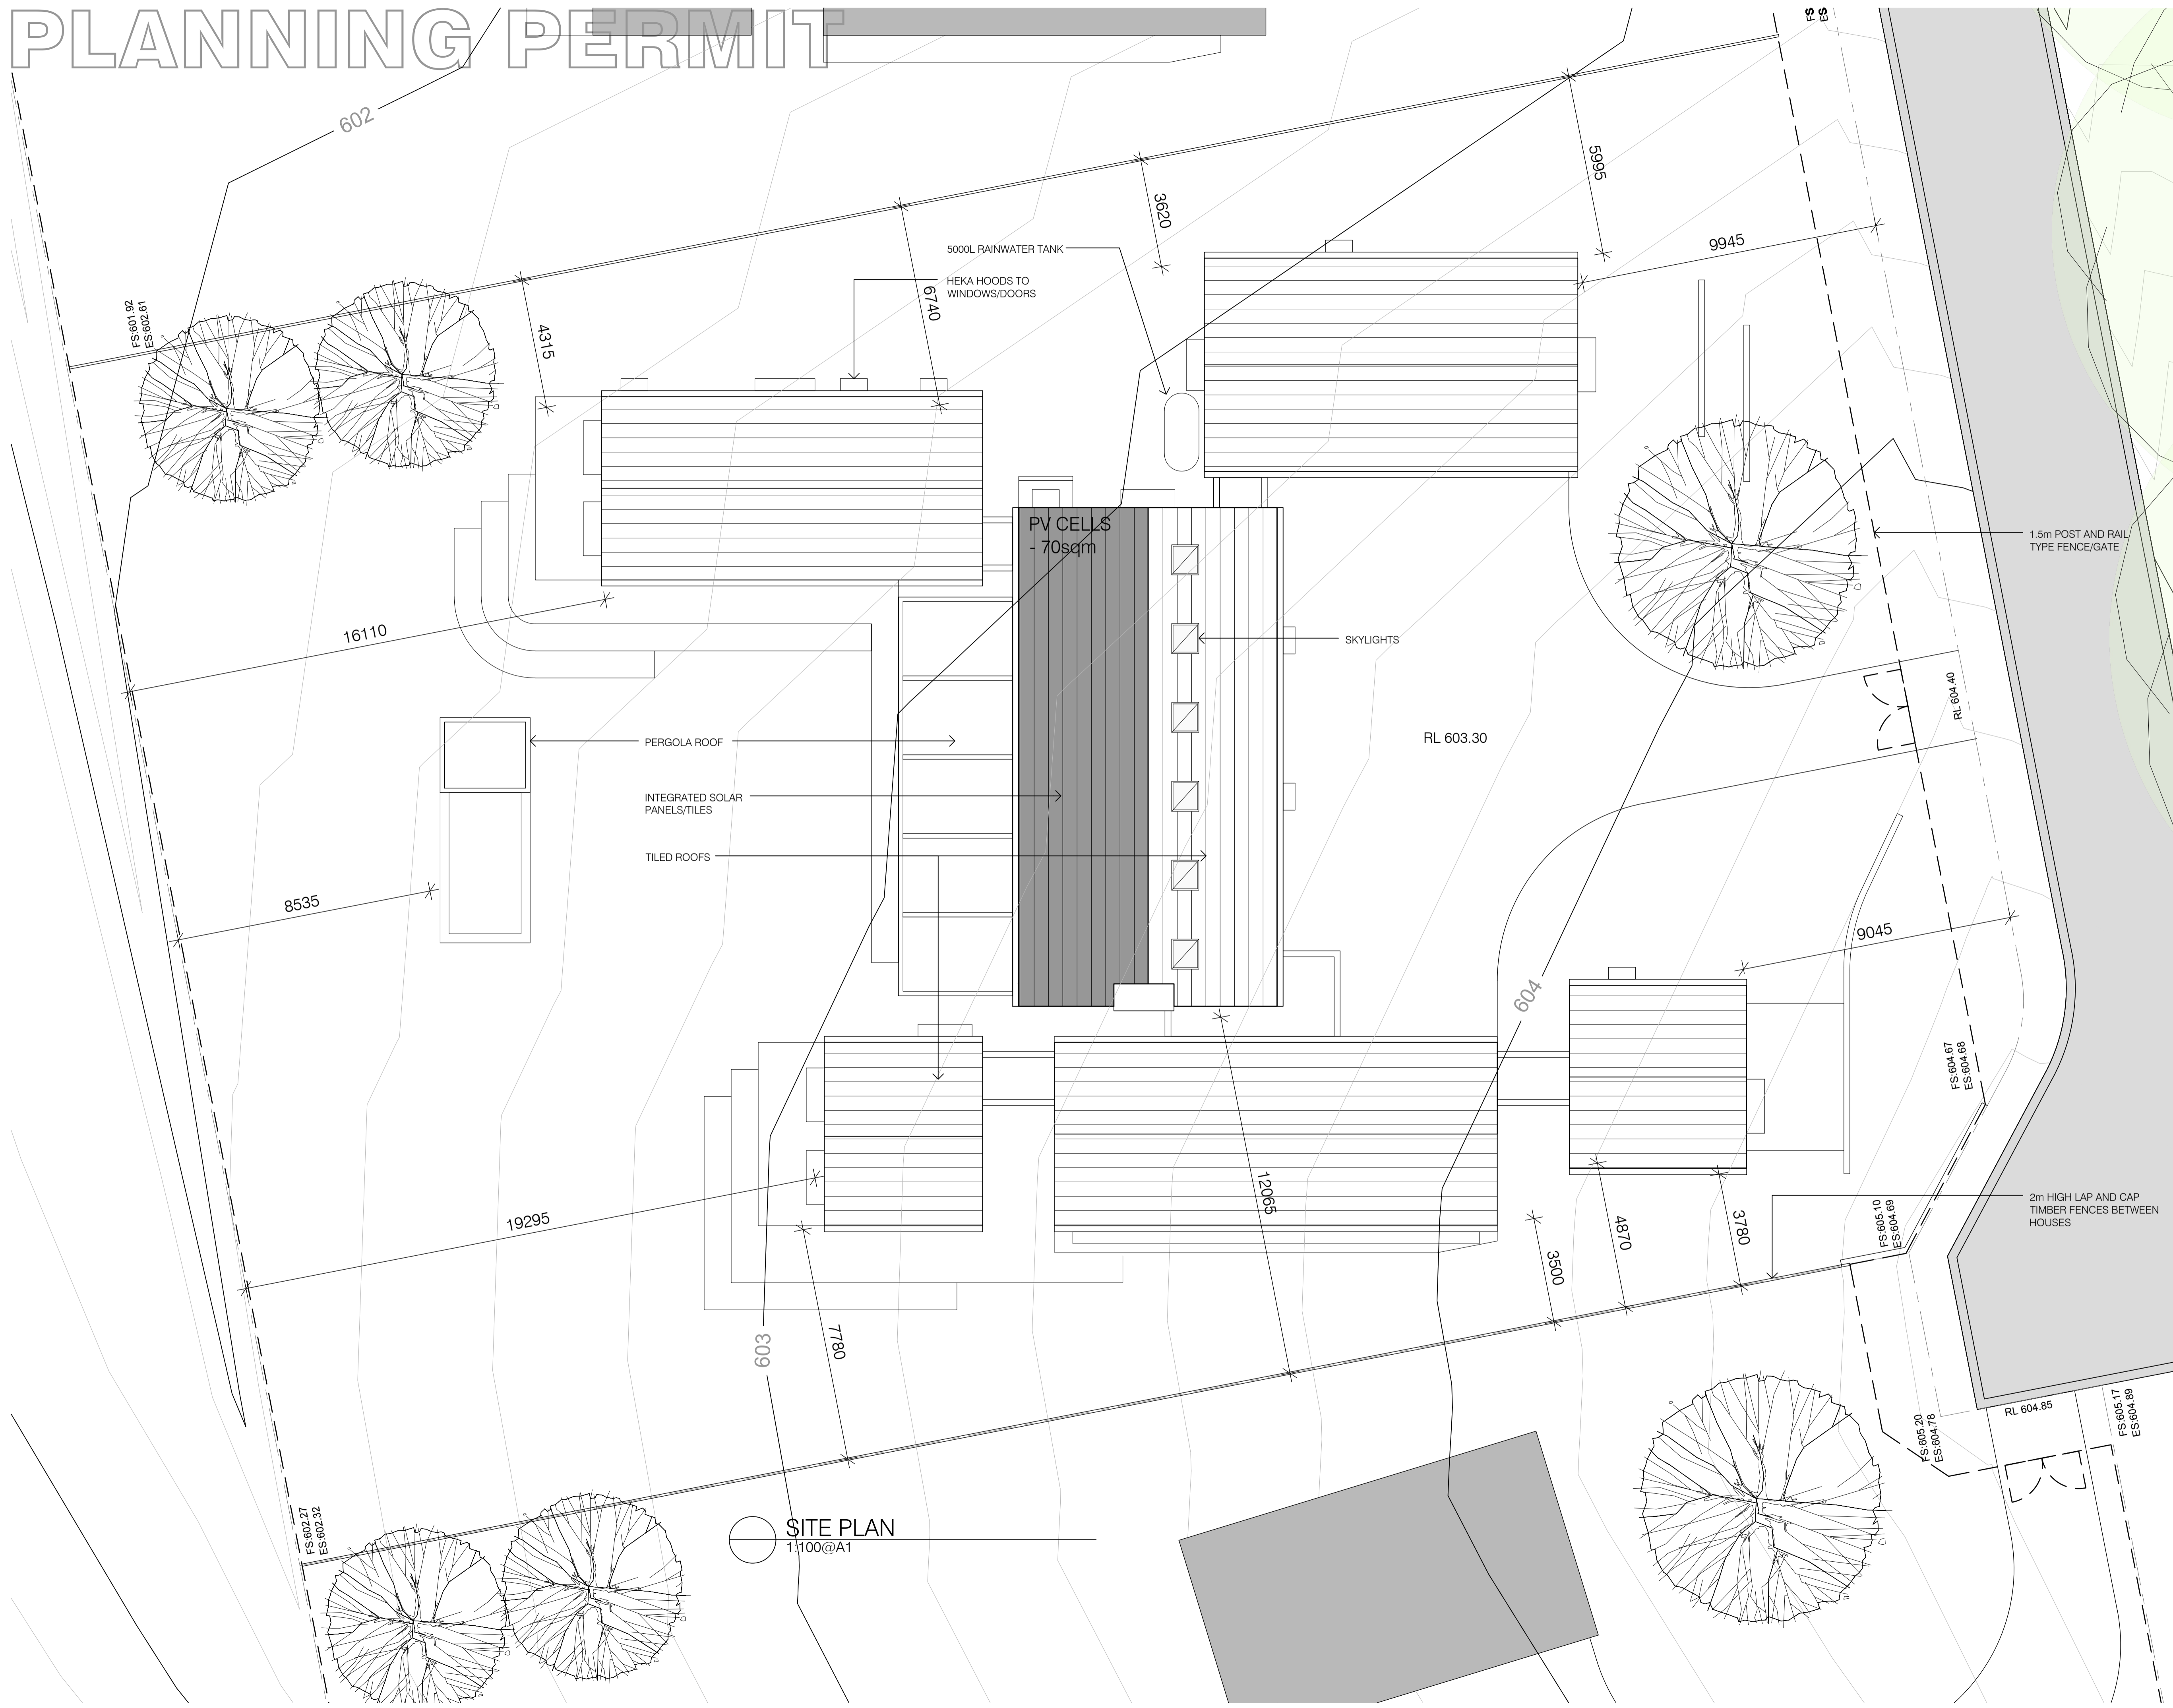 PLANNING PERMIT
FS
ES
602
5995
3620
9945
5000L RAINWATER TANK
HEKA HOODS TO
WINDOWS/DOORS
6740
FS:601.92
ES:602.61
4315
PV CELLS
- 70sqm
1.5m POST AND RAIL
TYPE FENCE/GATE
16110
SKYLIGHTS
RL 604.40
PERGOLA ROOF
RL 603.30
INTEGRATED SOLAR
PANELS/TILES
TILED ROOFS
8535
9045
604
FS:604.67
ES:604.68
12065
19295
4870
3780
3500
FS:605.10
ES:604.69
2m HIGH LAP AND CAP
TIMBER FENCES BETWEEN
HOUSES
603
7780
RL 604.85
FS:605.17
ES:604.89
FS:605.20
ES:604.78
FS:602.27
ES:602.32
SITE PLAN
1:100@A1